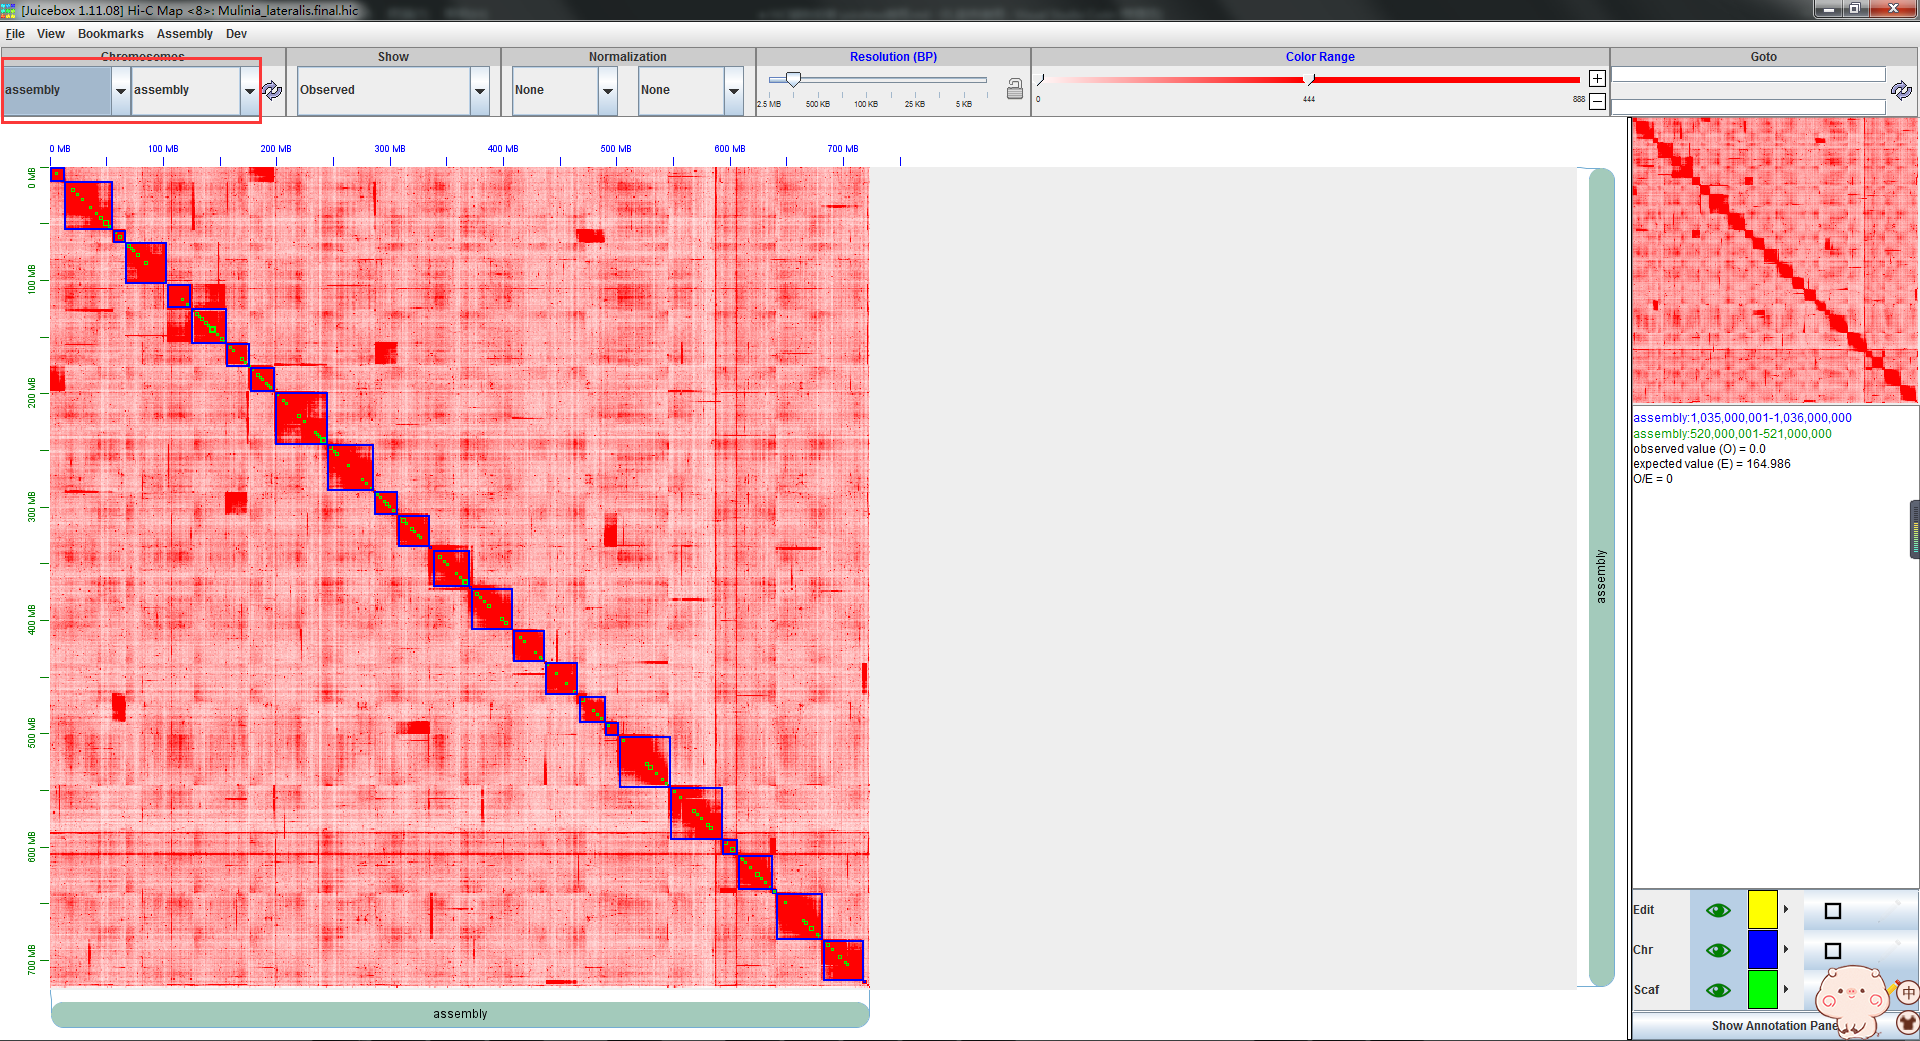 [Juicebox 1.11.08] Hi-C Map <8>: Mulinia_lateralis.final.hic
File View Bookmarks Assembly Dev
Chromosomes Show Normalization Resolution (BP) Color Range Goto
assembly assembly Observed None None
2.5 MB 500 KB 100 KB 25 KB 5 KB
0 444 888
+
−
0 MB 100 MB 200 MB 300 MB 400 MB 500 MB 600 MB 700 MB
0 MB
100 MB
200 MB
300 MB
400 MB
500 MB
600 MB
700 MB
assembly
assembly
assembly:1,035,000,001-1,036,000,000
assembly:520,000,001-521,000,000
observed value (O) = 0.0
expected value (E) = 164.986
O/E = 0
Edit
Chr
Scaf
中
Show Annotation Pane